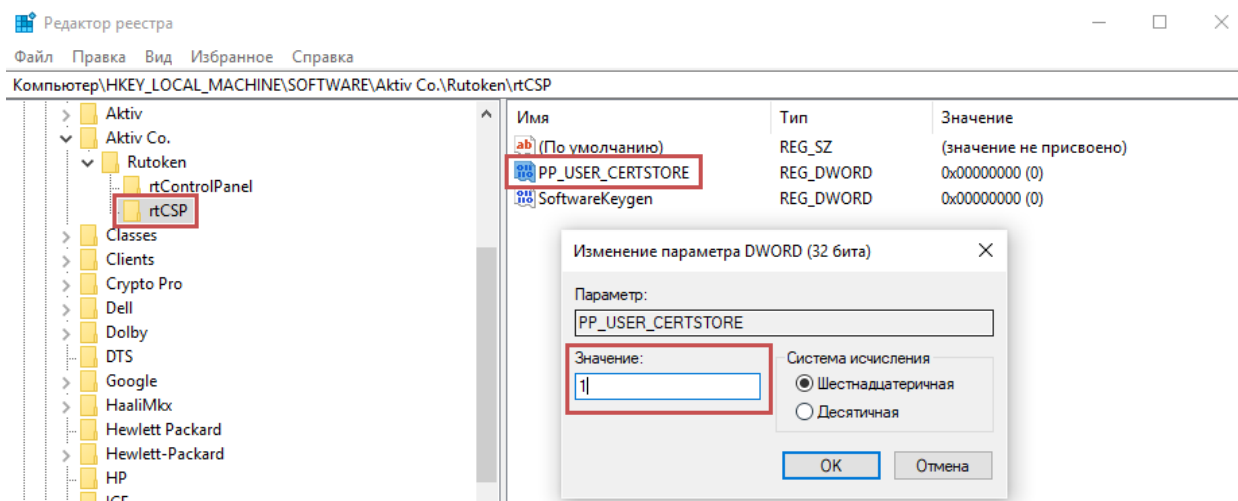 Редактор реестра
Файл Правка Вид Избранное Справка
Компьютер\HKEY_LOCAL_MACHINE\SOFTWARE\Aktiv Co.\Rutoken\rtCSP
Aktiv
Aktiv Co.
Rutoken
rtControlPanel
rtCSP
Classes
Clients
Crypto Pro
Dell
Dolby
DTS
Google
HaaliMkx
Hewlett Packard
Hewlett-Packard
HP
Имя Тип Значение
(По умолчанию) REG_SZ (значение не присвоено)
PP_USER_CERTSTORE REG_DWORD 0x00000000 (0)
SoftwareKeygen REG_DWORD 0x00000000 (0)
Изменение параметра DWORD (32 бита)
Параметр:
PP_USER_CERTSTORE
Значение:
1
Система исчисления
Шестнадцатеричная
Десятичная
OK Отмена